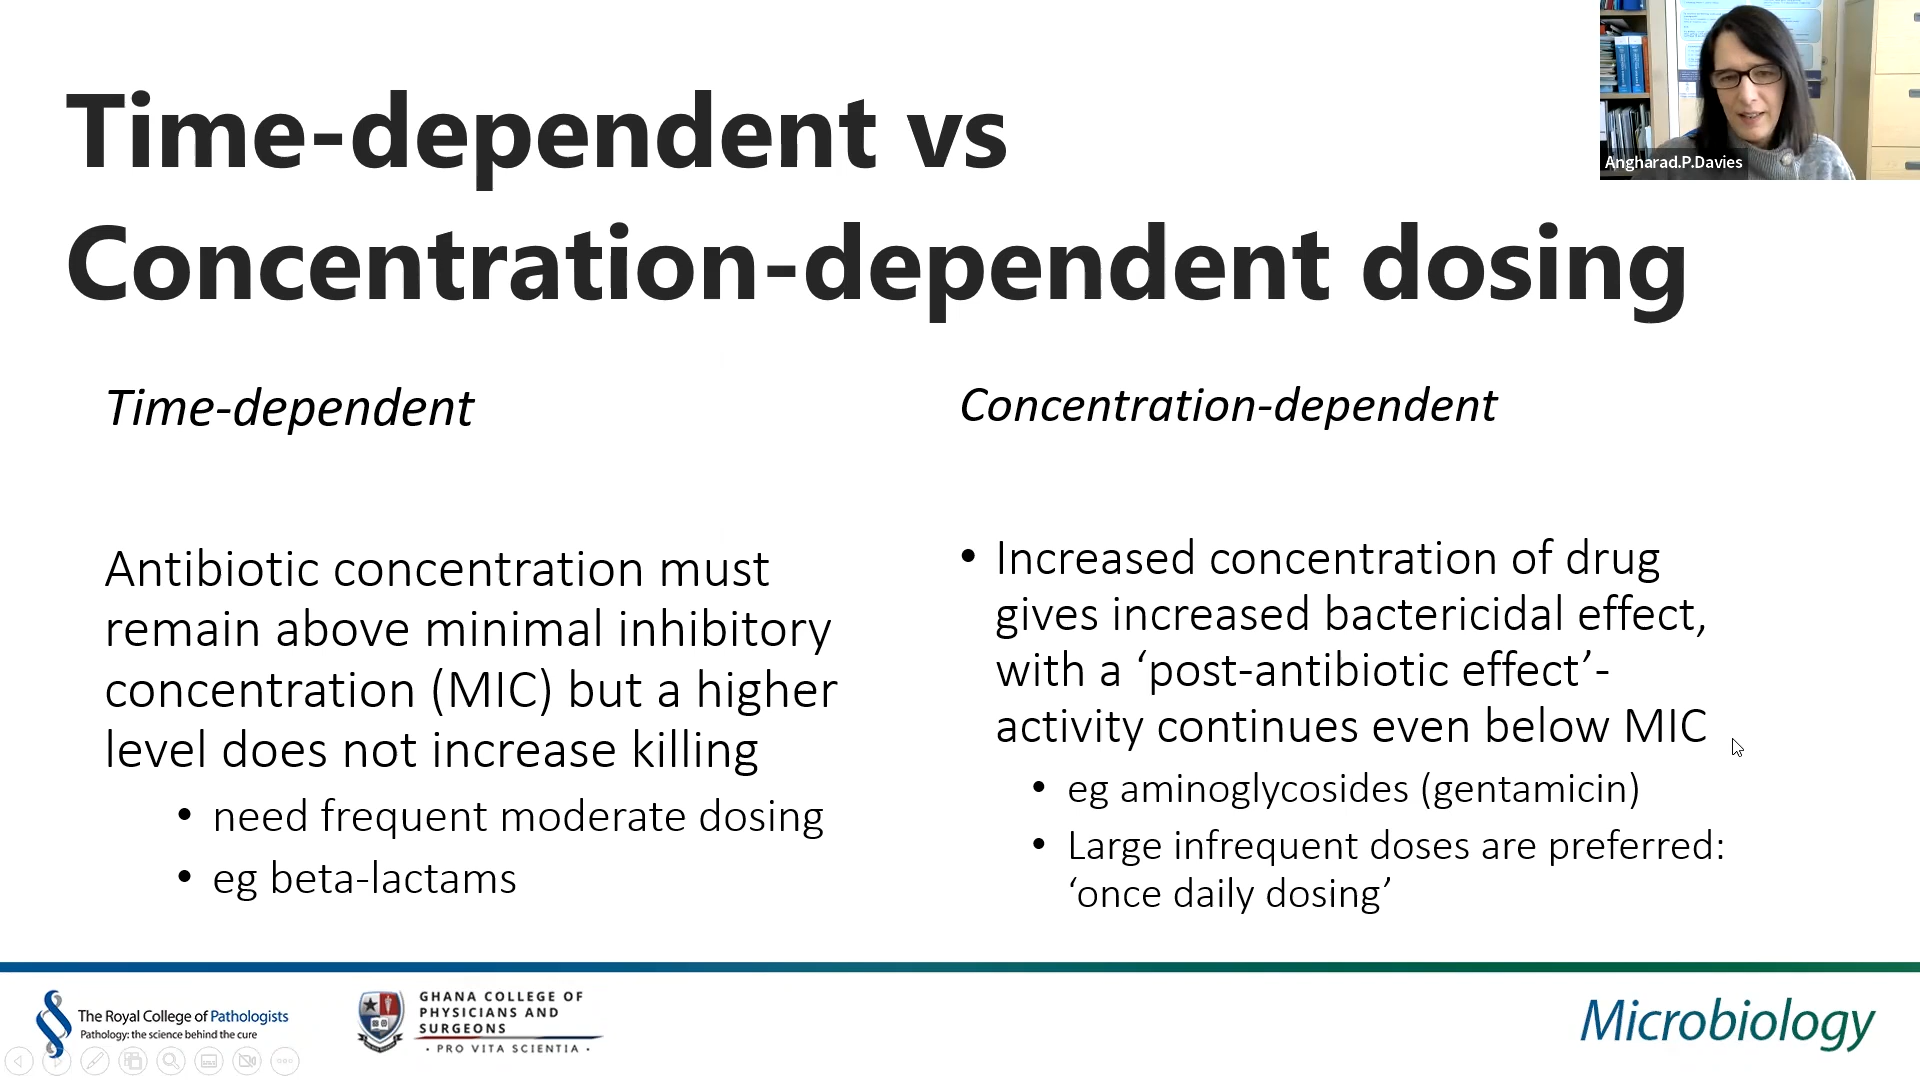 Time-dependent vs
Concentration-dependent dosing
Angharad.P.Davies
Time-dependent
Antibiotic concentration must
remain above minimal inhibitory
concentration (MIC) but a higher
level does not increase killing
• need frequent moderate dosing
• eg beta-lactams
Concentration-dependent
• Increased concentration of drug
gives increased bactericidal effect,
with a ‘post-antibiotic effect’-
activity continues even below MIC
• eg aminoglycosides (gentamicin)
• Large infrequent doses are preferred:
‘once daily dosing’
The Royal College of Pathologists
Pathology: the science behind the cure
GHANA COLLEGE OF
PHYSICIANS AND
SURGEONS
· PRO VITA SCIENTIA ·
Microbiology